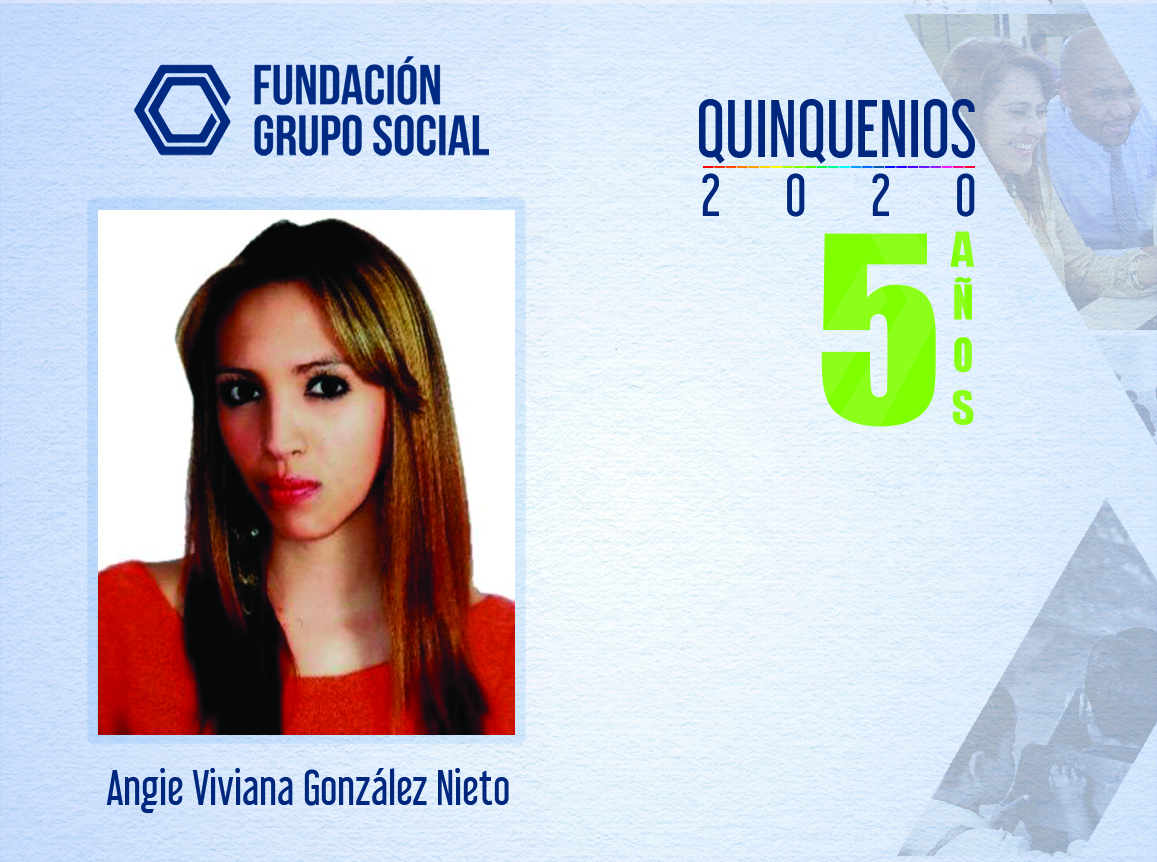 FUNDACIÓN
GRUPO SOCIAL
QUINQUENIOS
2020
5 AÑOS
Angie Viviana González Nieto